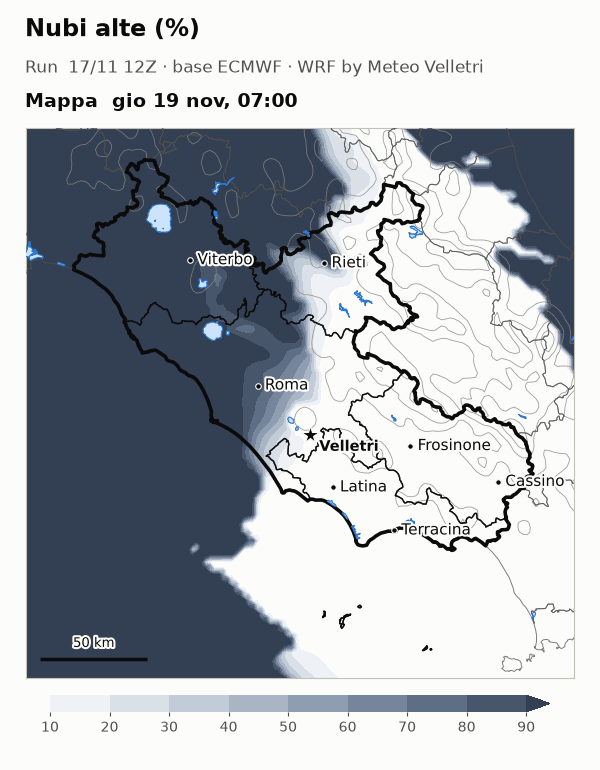 Nubi alte (%)
Run  17/11 12Z · base ECMWF · WRF by Meteo Velletri
Mappa  gio 19 nov, 07:00
Viterbo
Rieti
Roma
Velletri
Frosinone
Latina
Cassino
Terracina
50 km
10 20 30 40 50 60 70 80 90